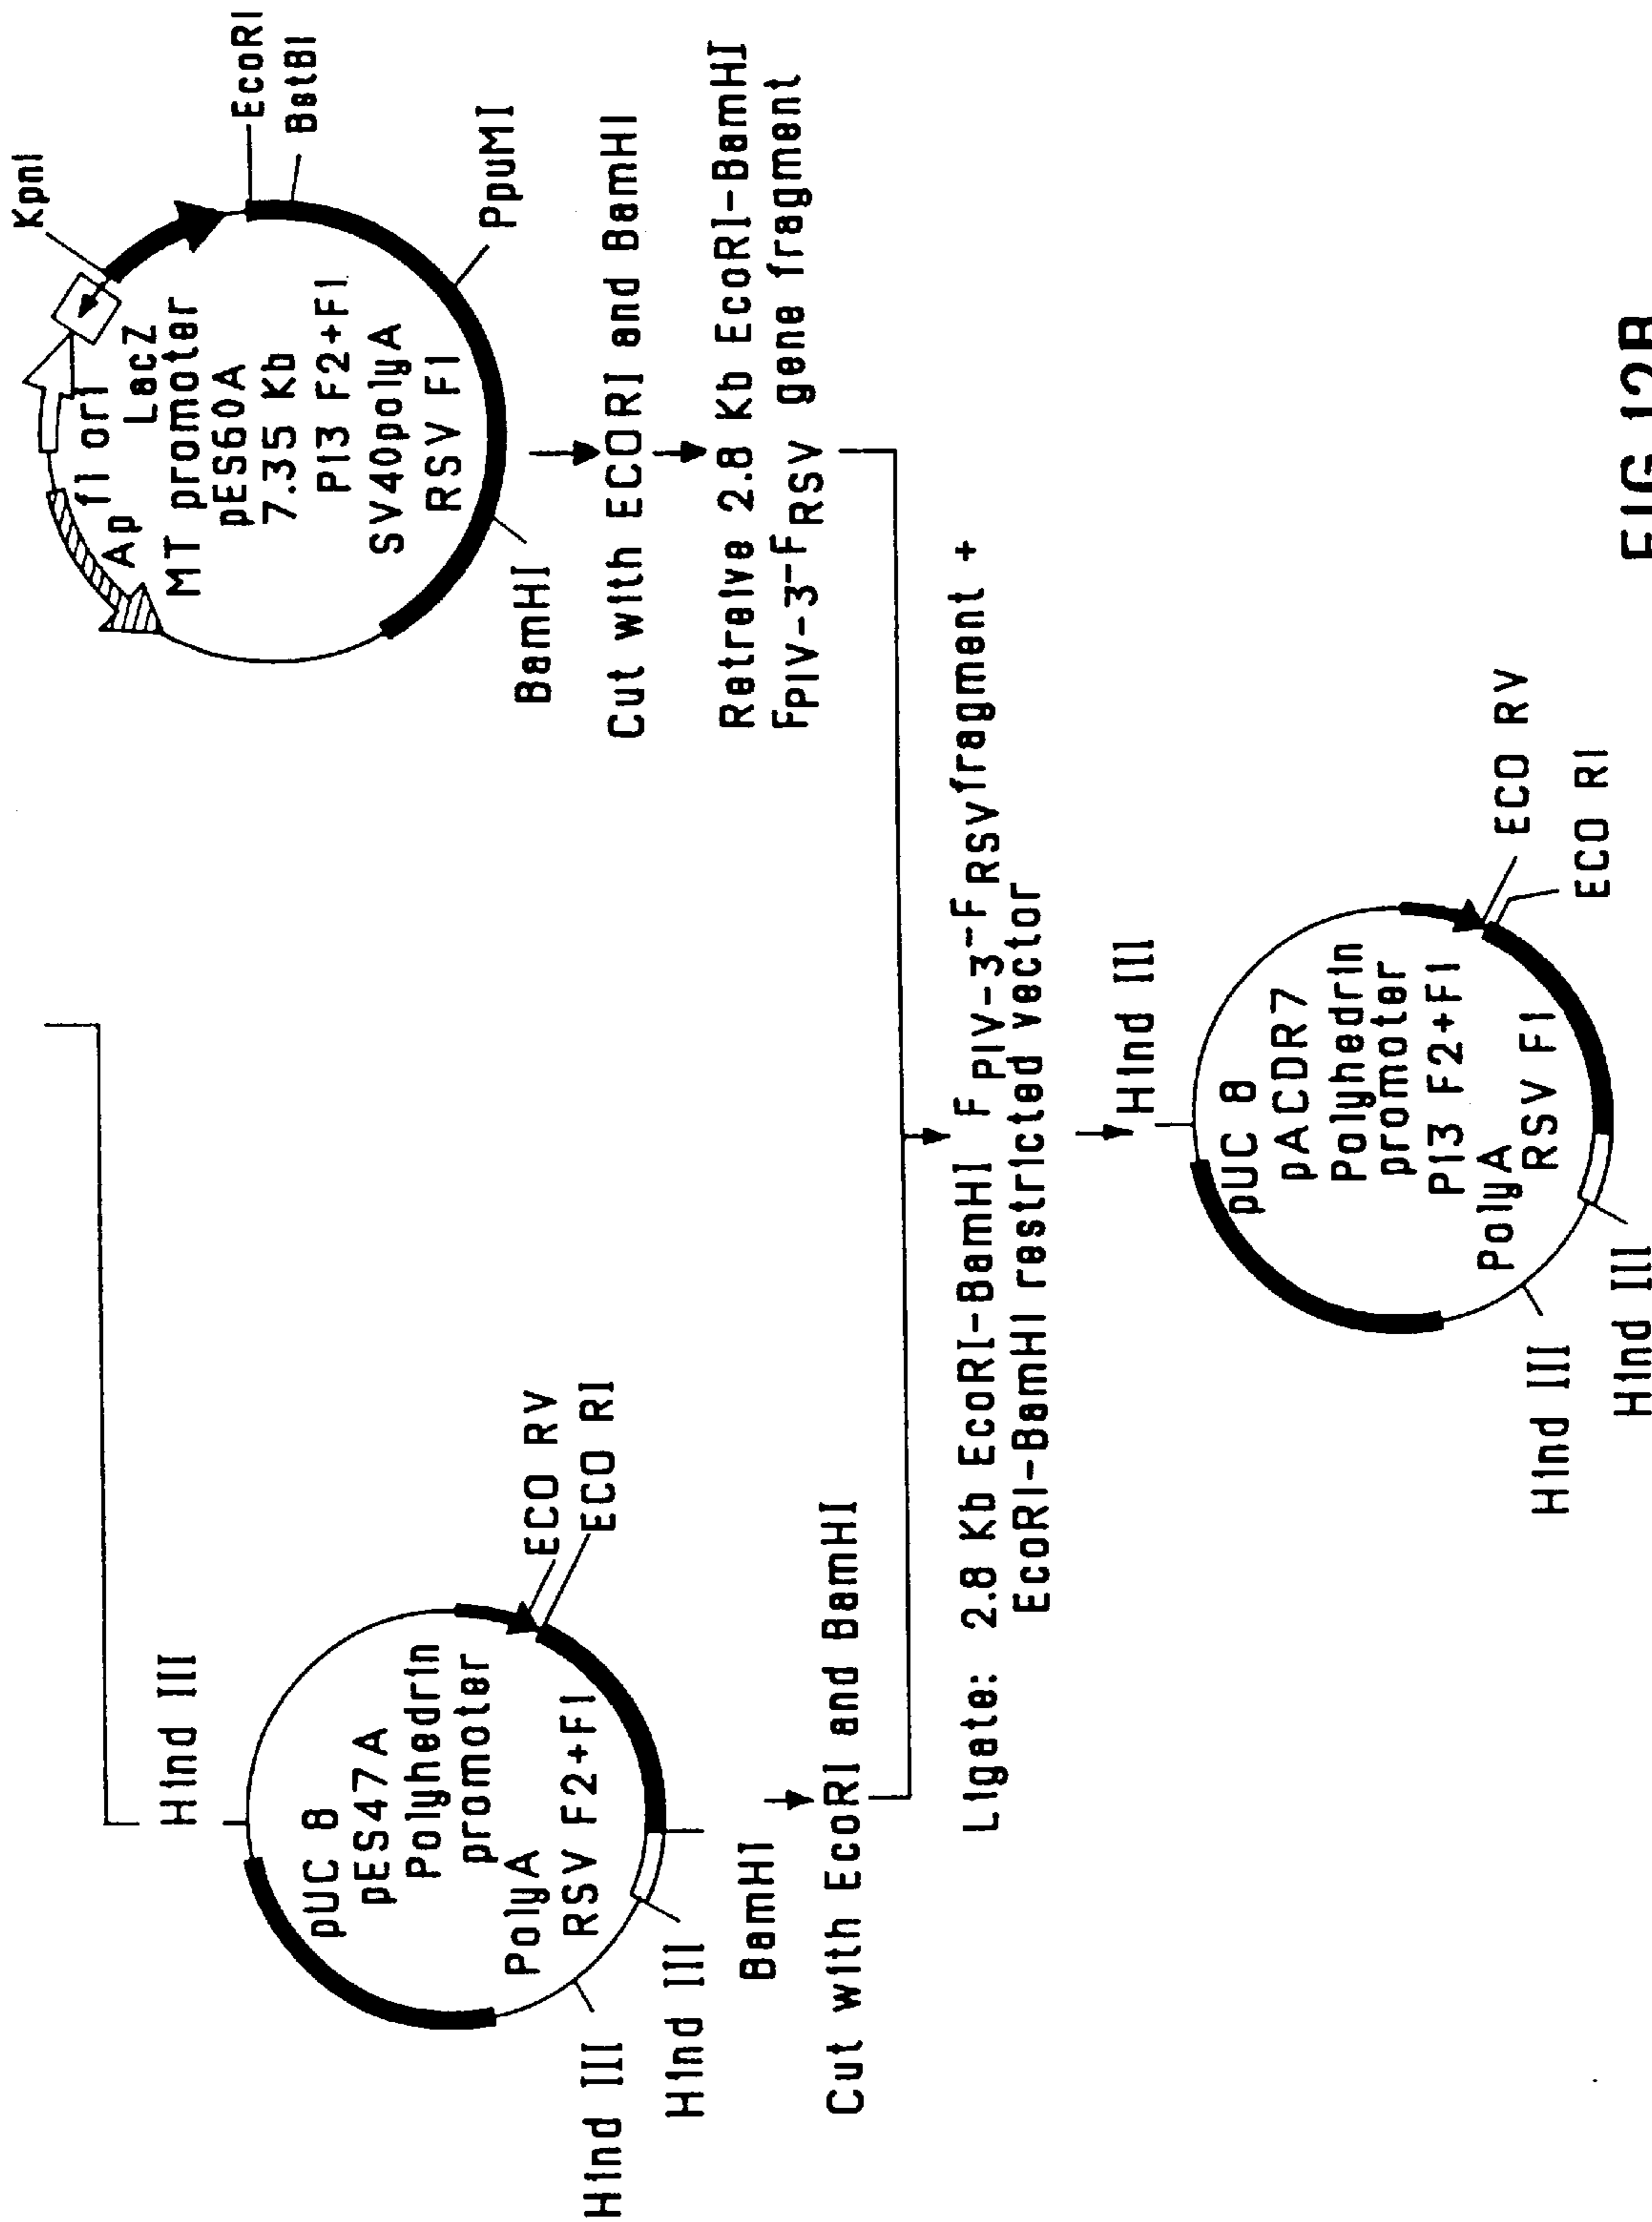 Hind III
pUC 8
pES47A
Polyhedrin
promoter
PolyA
RSV F2+F1
ECO RV
ECO RI
Hind III
Hind III
BamHI
Cut with EcoRI and BamHI
KpnI
EcoRI
BstBI
PpuMI
BamHI
f1 ori
Ap
LacZ
MT promoter
pES60A
7.35 Kb
PI3 F2+F1
SV40polyA
RSV F1
Cut with ECORI and BamHI
Retreive 2.8 Kb EcoRI-BamHI
FPIV-3-FRSV gene fragment
Ligate: 2.8 Kb EcoRI-BamHI F PIV-3-FRSV fragment +
EcoRI-BamHI restricted vector
Hind III
pUC 8
pACDR7
Polyhedrin
promoter
PI3 F2+F1
PolyA
RSV F1
ECO RV
ECO RI
Hind III
Hind III
FIG.12B